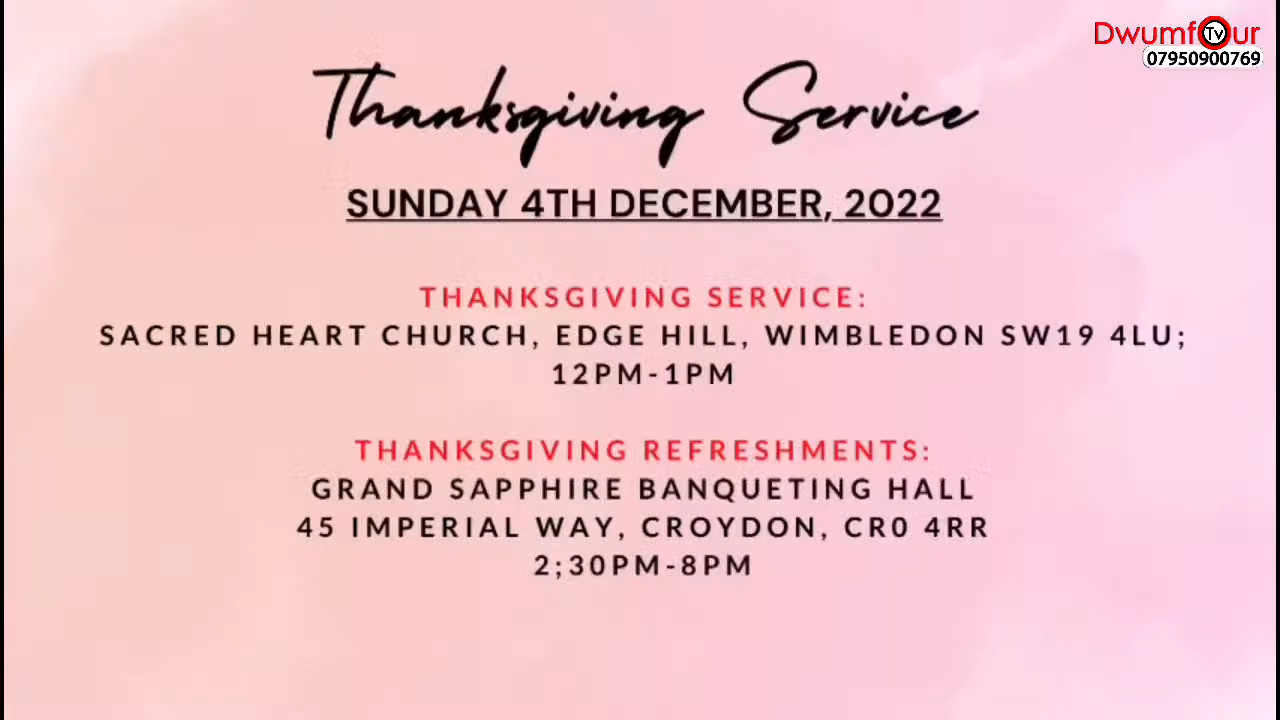 DwumfOur
Tv
07950900769
Thanksgiving Service
SUNDAY 4TH DECEMBER, 2022
THANKSGIVING SERVICE:
SACRED HEART CHURCH, EDGE HILL, WIMBLEDON SW19 4LU;
12PM-1PM
THANKSGIVING REFRESHMENTS:
GRAND SAPPHIRE BANQUETING HALL
45 IMPERIAL WAY, CROYDON, CR0 4RR
2;30PM-8PM